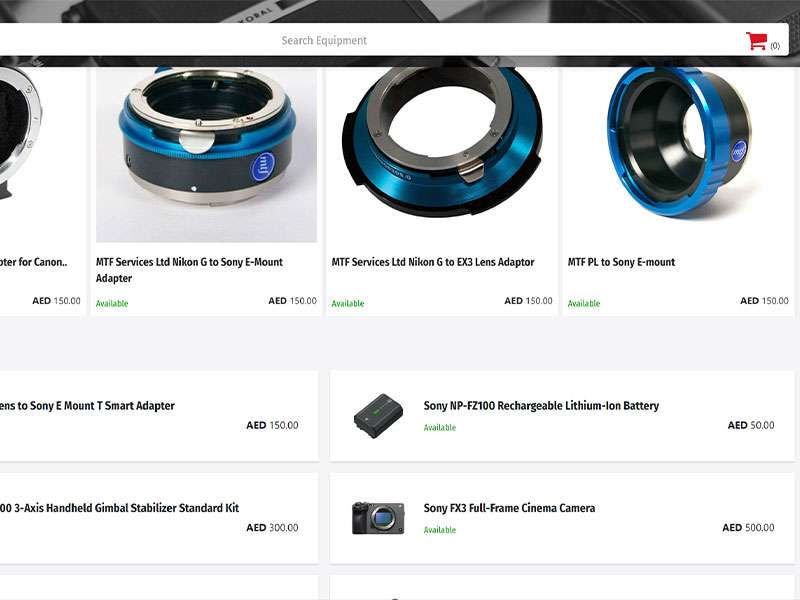 Search Equipment
(0)
mtf
pter for Canon..
AED 150.00
MTF Services Ltd Nikon G to Sony E-Mount
Adapter
Available
AED 150.00
MTF Services Ltd Nikon G to EX3 Lens Adaptor
Available
AED 150.00
MTF PL to Sony E-mount
Available
AED 150.00
ens to Sony E Mount T Smart Adapter
AED 150.00
Sony NP-FZ100 Rechargeable Lithium-Ion Battery
Available
AED 50.00
00 3-Axis Handheld Gimbal Stabilizer Standard Kit
AED 300.00
Sony FX3 Full-Frame Cinema Camera
Available
AED 500.00